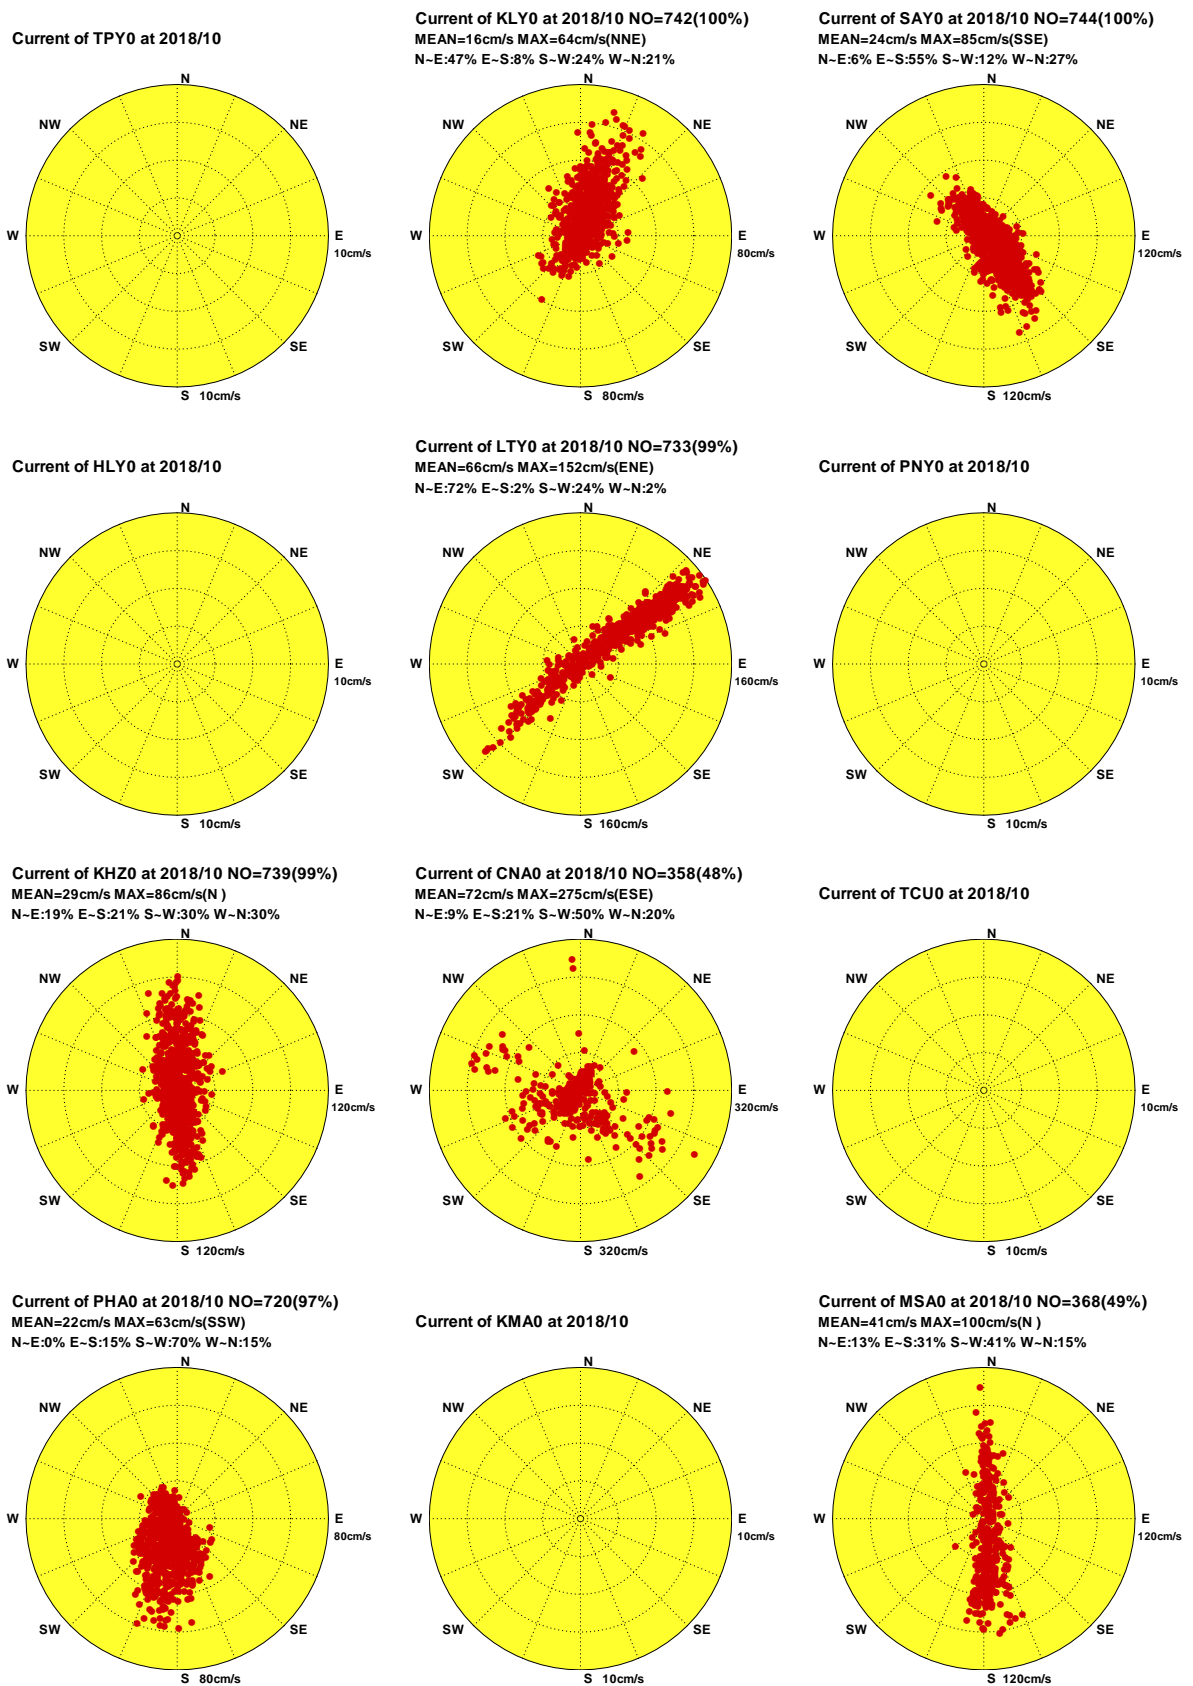 Current of TPY0 at 2018/10
N
NW
NE
W
E
10cm/s
SW
SE
S 10cm/s
Current of KLY0 at 2018/10 NO=742(100%)
MEAN=16cm/s MAX=64cm/s(NNE)
N~E:47% E~S:8% S~W:24% W~N:21%
N
NW
NE
W
E
80cm/s
SW
SE
S 80cm/s
Current of SAY0 at 2018/10 NO=744(100%)
MEAN=24cm/s MAX=85cm/s(SSE)
N~E:6% E~S:55% S~W:12% W~N:27%
N
NW
NE
W
E
120cm/s
SW
SE
S 120cm/s
Current of HLY0 at 2018/10
N
NW
NE
W
E
10cm/s
SW
SE
S 10cm/s
Current of LTY0 at 2018/10 NO=733(99%)
MEAN=66cm/s MAX=152cm/s(ENE)
N~E:72% E~S:2% S~W:24% W~N:2%
N
NW
NE
W
E
160cm/s
SW
SE
S 160cm/s
Current of PNY0 at 2018/10
N
NW
NE
W
E
10cm/s
SW
SE
S 10cm/s
Current of KHZ0 at 2018/10 NO=739(99%)
MEAN=29cm/s MAX=86cm/s(N )
N~E:19% E~S:21% S~W:30% W~N:30%
N
NW
NE
W
E
120cm/s
SW
SE
S 120cm/s
Current of CNA0 at 2018/10 NO=358(48%)
MEAN=72cm/s MAX=275cm/s(ESE)
N~E:9% E~S:21% S~W:50% W~N:20%
N
NW
NE
W
E
320cm/s
SW
SE
S 320cm/s
Current of TCU0 at 2018/10
N
NW
NE
W
E
10cm/s
SW
SE
S 10cm/s
Current of PHA0 at 2018/10 NO=720(97%)
MEAN=22cm/s MAX=63cm/s(SSW)
N~E:0% E~S:15% S~W:70% W~N:15%
N
NW
NE
W
E
80cm/s
SW
SE
S 80cm/s
Current of KMA0 at 2018/10
N
NW
NE
W
E
10cm/s
SW
SE
S 10cm/s
Current of MSA0 at 2018/10 NO=368(49%)
MEAN=41cm/s MAX=100cm/s(N )
N~E:13% E~S:31% S~W:41% W~N:15%
N
NW
NE
W
E
120cm/s
SW
SE
S 120cm/s